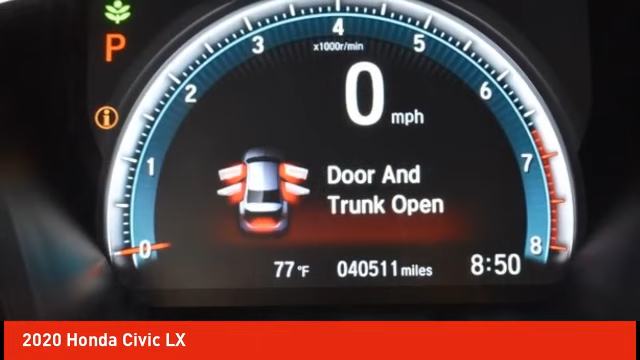 P
4
3
x1000r/min
5
2
0
mph
6
i
1
Door And
Trunk Open
7
0
8
77°F
040511 miles
8:50
2020 Honda Civic LX